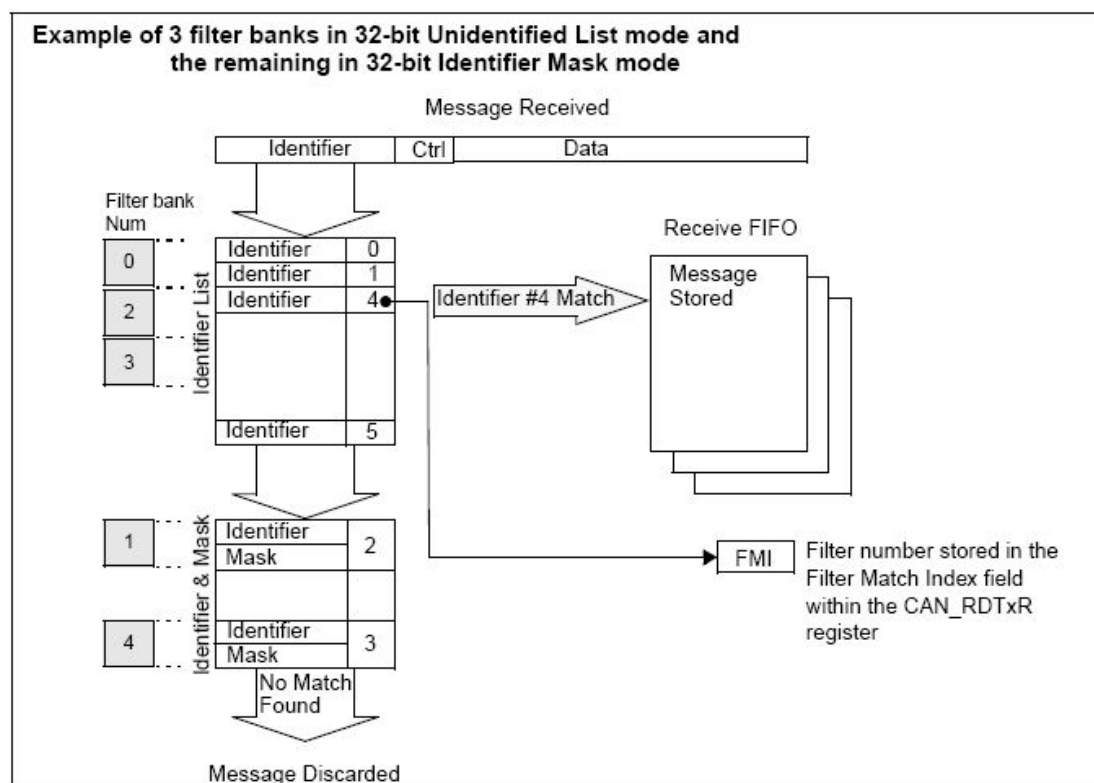 Example of 3 filter banks in 32-bit Unidentified List mode and
the remaining in 32-bit Identifier Mask mode
Message Received
Identifier Ctrl Data
Filter bank
Num
Receive FIFO
0
2
3
Identifier List
Identifier 0
Identifier 1
Identifier 4
Identifier 5
Identifier #4 Match
Message
Stored
1
4
Identifier & Mask
Identifier
Mask
2
Identifier
Mask
3
FMI
Filter number stored in the
Filter Match Index field
within the CAN_RDTxR
register
No Match
Found
Message Discarded